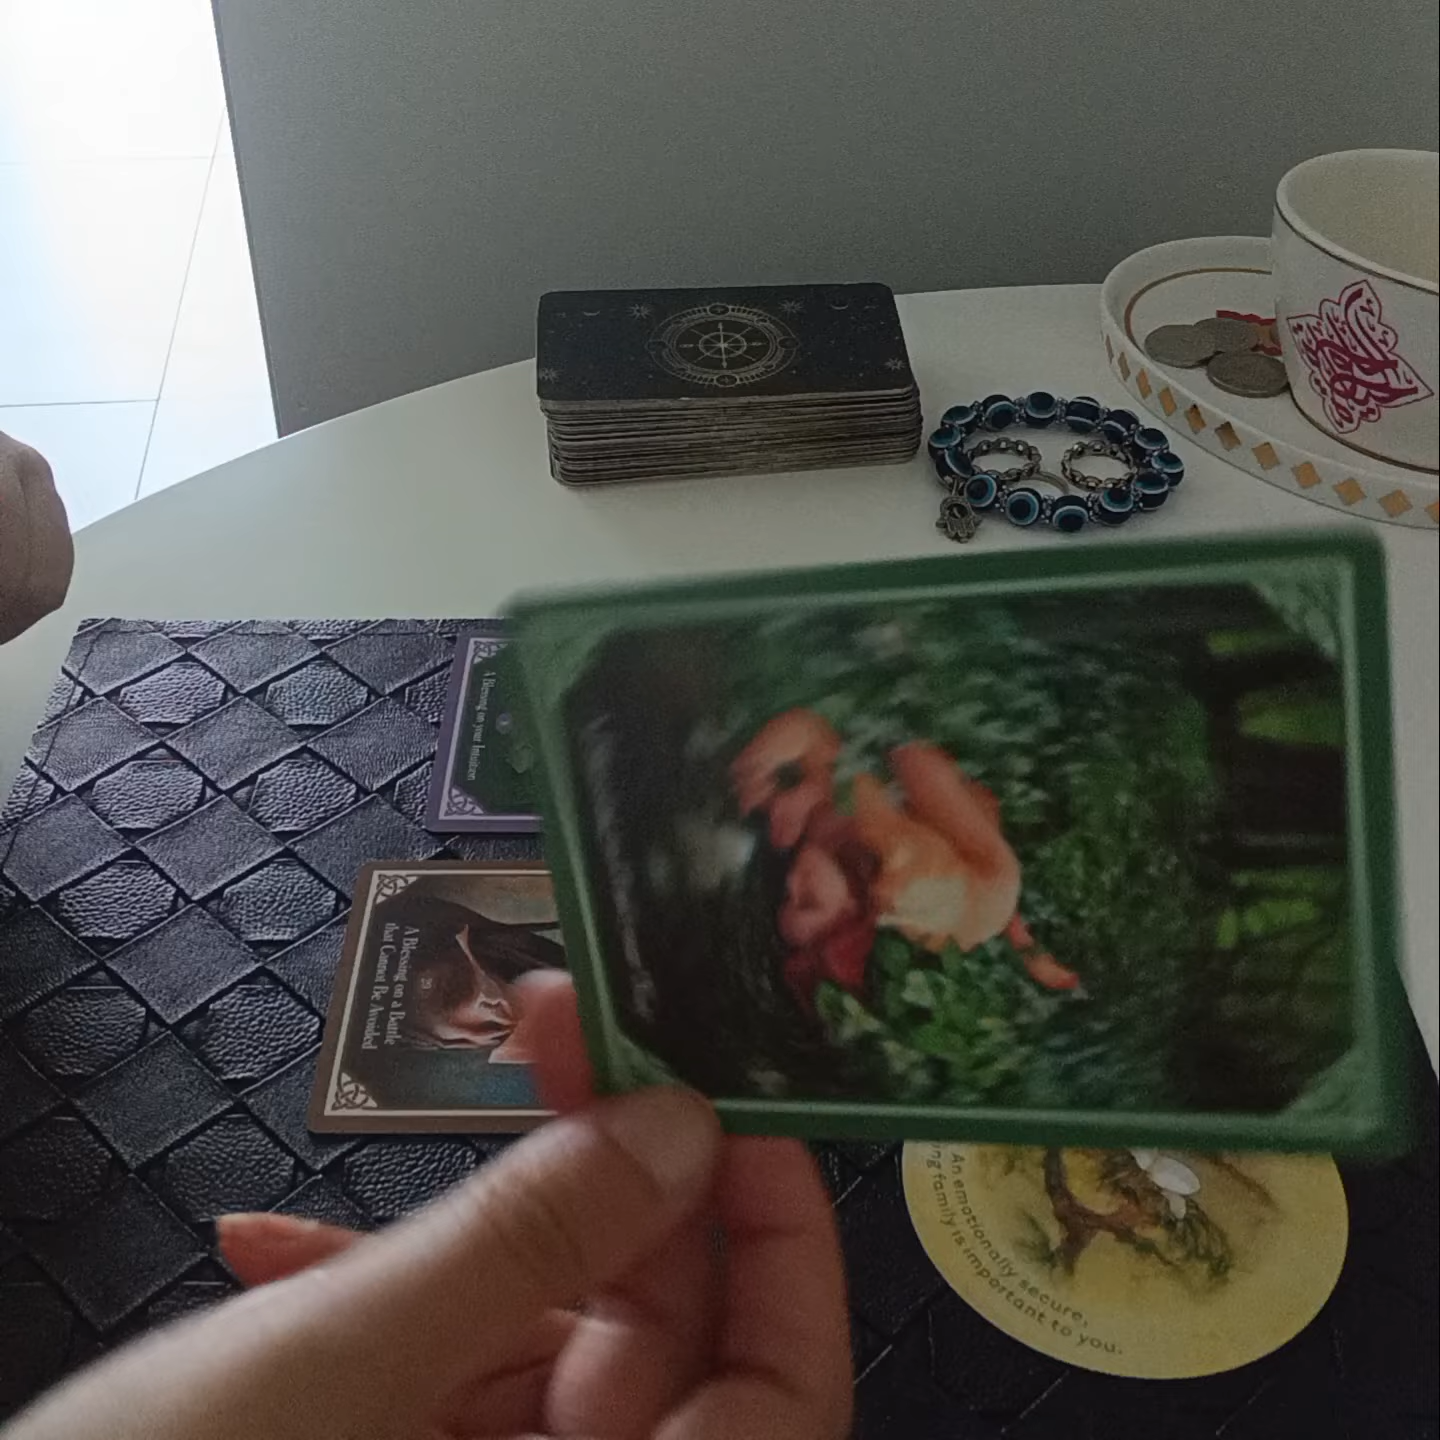 A Blessing on your Intuition
29
A Blessing on a Battle
that Cannot Be Avoided
An emotionally secure,
family is important to you.